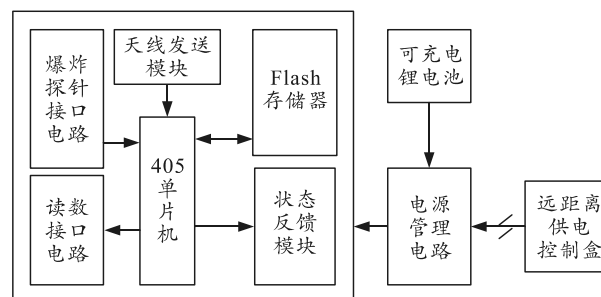 爆炸
探针
接口
电路
天线发送
模块
Flash
存储器
405
单片
机
读数
接口
电路
状态
反馈
模块
可充电
锂电池
电源
管理
电路
远距离
供电
控制盒